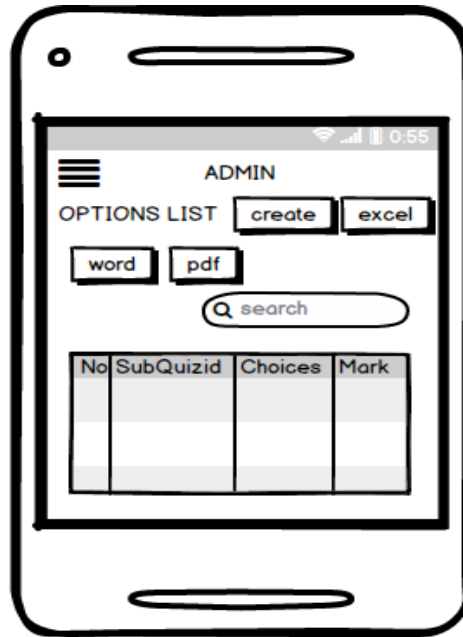 0:55
ADMIN
OPTIONS LIST create excel
word pdf
search
No SubQuizid Choices Mark